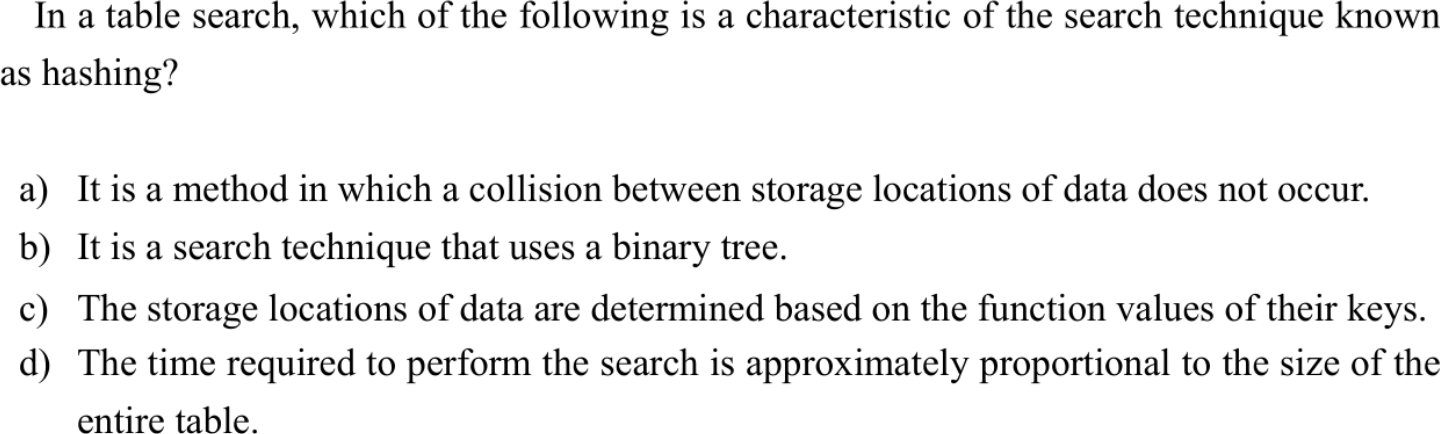 In a table search, which of the following is a characteristic of the search technique known
as hashing?
a) It is a method in which a collision between storage locations of data does not occur.
b) It is a search technique that uses a binary tree.
c) The storage locations of data are determined based on the function values of their keys.
d) The time required to perform the search is approximately proportional to the size of the
entire table.